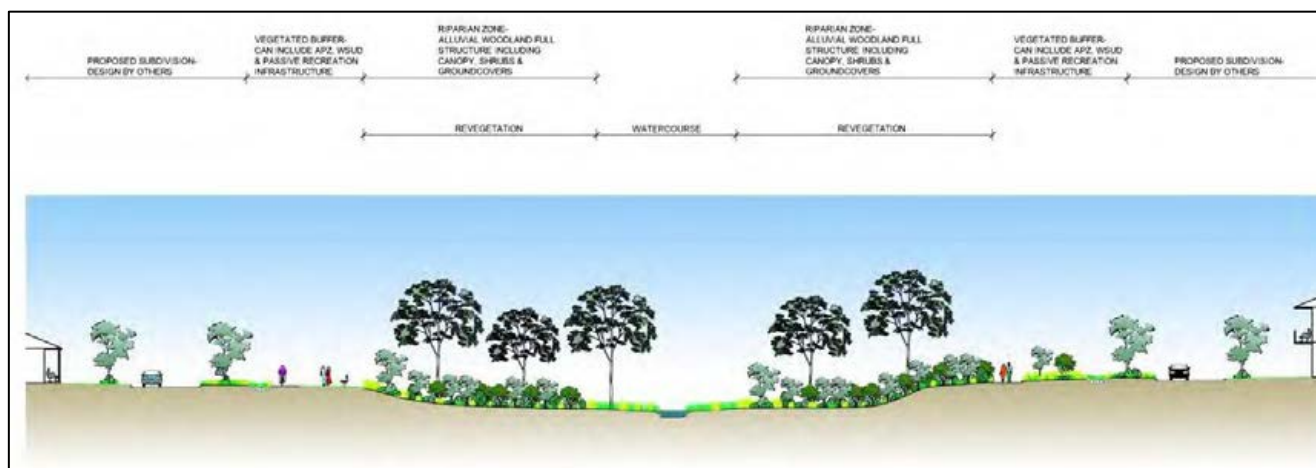 PROPOSED SUBDIVISION-
DESIGN BY OTHERS
VEGETATED BUFFER-
CAN INCLUDE APZ, WSUD
& PASSIVE RECREATION
INFRASTRUCTURE
RIPARIAN ZONE-
ALLUVIAL WOODLAND FULL
STRUCTURE INCLUDING
CANOPY, SHRUBS &
GROUNDCOVERS
RIPARIAN ZONE-
ALLUVIAL WOODLAND FULL
STRUCTURE INCLUDING
CANOPY, SHRUBS &
GROUNDCOVERS
VEGETATED BUFFER-
CAN INCLUDE APZ, WSUD
& PASSIVE RECREATION
INFRASTRUCTURE
PROPOSED SUBDIVISION-
DESIGN BY OTHERS
REVEGETATION
WATERCOURSE
REVEGETATION